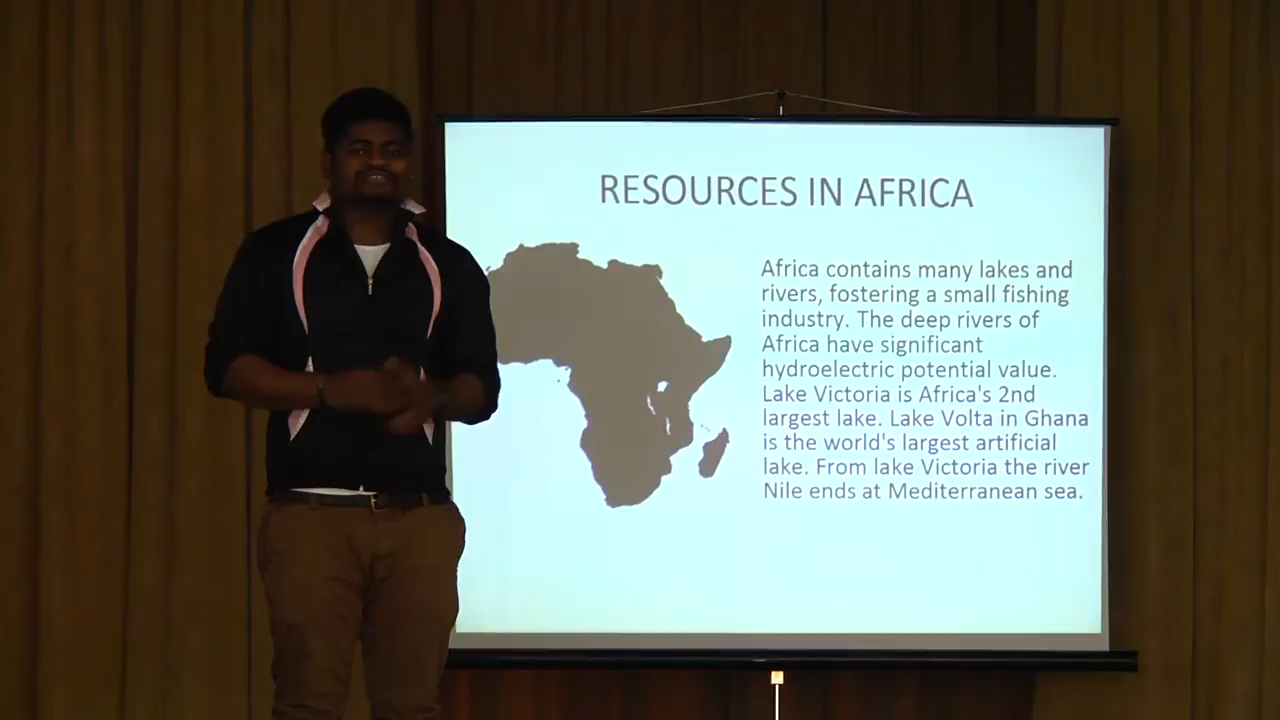 RESOURCES IN AFRICA
Africa contains many lakes and
rivers, fostering a small fishing
industry. The deep rivers of
Africa have significant
hydroelectric potential value.
Lake Victoria is Africa's 2nd
largest lake. Lake Volta in Ghana
is the world's largest artificial
lake. From lake Victoria the river
Nile ends at Mediterranean sea.